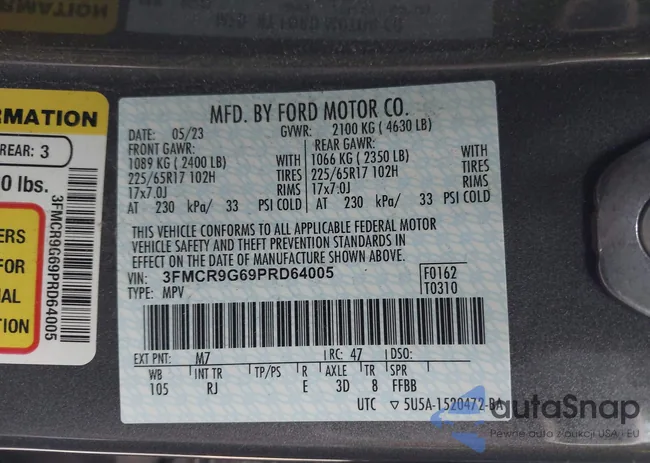 MFD. BY FORD MOTOR CO.
DATE: 05/23 GVWR: 2100 KG ( 4630 LB)
FRONT GAWR: REAR GAWR:
1089 KG ( 2400 LB) WITH 1066 KG ( 2350 LB) WITH
225/65R17 102H TIRES 225/65R17 102H TIRES
17x7.0J RIMS 17x7.0J RIMS
AT 230 kPa/ 33 PSI COLD AT 230 kPa/ 33 PSI COLD
THIS VEHICLE CONFORMS TO ALL APPLICABLE FEDERAL MOTOR
VEHICLE SAFETY AND THEFT PREVENTION STANDARDS IN
EFFECT ON THE DATE OF MANUFACTURE SHOWN ABOVE.
VIN: 3FMCR9G69PRD64005 F0162
TYPE: MPV T0310
EXT PNT: M7 RC: 47 DSO:
WB INT TR TP/PS R AXLE TR SPR
105 RJ E 3D 8 FFBB
UTC 5U5A-1520472-BA
RMATION
REAR: 3
0 lbs.
ERS
FOR
AL
TION
3FMCR9G69PRD64005
autaSnap
Pewne auto z aukcji USA i EU